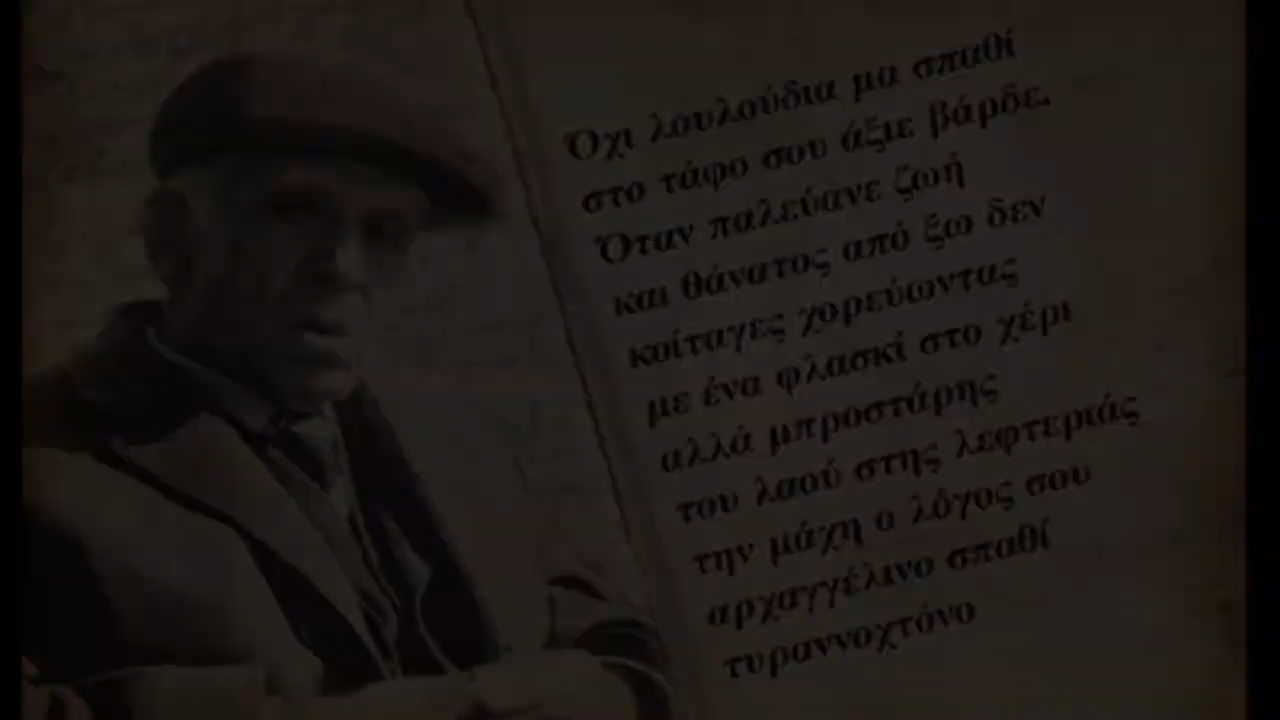 Όχι λουλούδια μα σπαθί
στο τάφο σου άξιε βάρδε.
Όταν παλεύανε ζωή
και θάνατος από ξω δεν
κοίταγες χορεύωντας
με ένα φλασκί στο χέρι
αλλά μπροστάρης
του λαού στης λεφτεριάς
την μάχη ο λόγος σου
αρχαγγέλινο σπαθί
τυραννοχτόνο